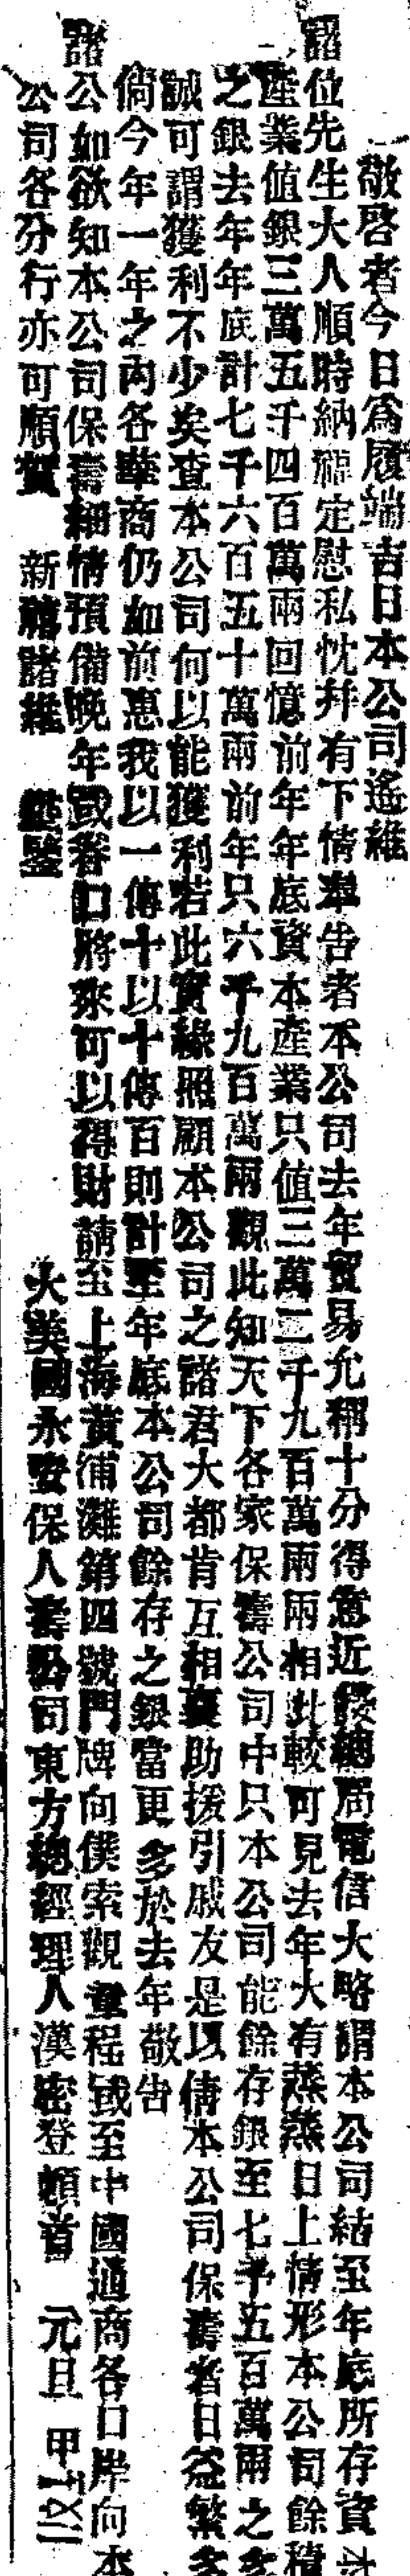 敬啓者今日爲履端吉日本公司遙維
諸位先生大人順時納福定慰私忱幷有下情奉告者本公司去年貿易允稱十分得意近接總局電信大略謂本公司結至年底所存資本
產業值銀三萬五千四百萬兩回憶前年年底資本產業只值三萬二千九百萬兩兩相比較可見去年大有蒸蒸日上情形本公司餘積
之銀去年年底計七千六百五十萬兩前年只六千九百萬兩觀此知天下各家保壽公司中只本公司能餘存銀至七千五百萬兩之多
誠可謂獲利不少矣查本公司何以能獲利若此實緣照顧本公司之諸君大都肯互相襄助援引戚友是以倩本公司保壽者日益繁多
倘今年一年之內各華商仍如前惠我以一傳十以十傳百則計至年底本公司餘存之銀當更多於去年敬告
諸公如欲知本公司保壽細情預備晚年或眷口將來可以得財請至上海黃浦灘第四號門牌向僕索觀章程或至中國通商各口岸向本
公司各分行亦可順賀　新禧諸維　鑒　大美國永安保人壽公司東方總經理人漢密登頓首　元旦　甲